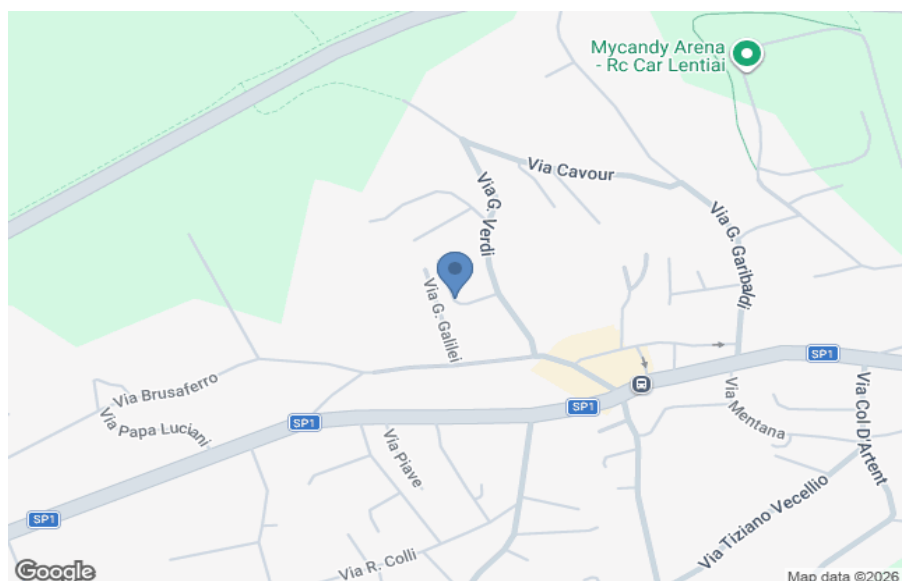 Mycandy Arena
- Rc Car Lentiai
Via Cavour
Via G. Verdi
Via G. Garibaldi
Via G. Galilei
SP1
Via Brusaferro
SP1
SP1
Via Papa Luciani
Via Piave
Via Mentana
Via Col D'Artent
SP1
Via Tiziano Vecellio
Via R. Colli
Google
Map data ©2026